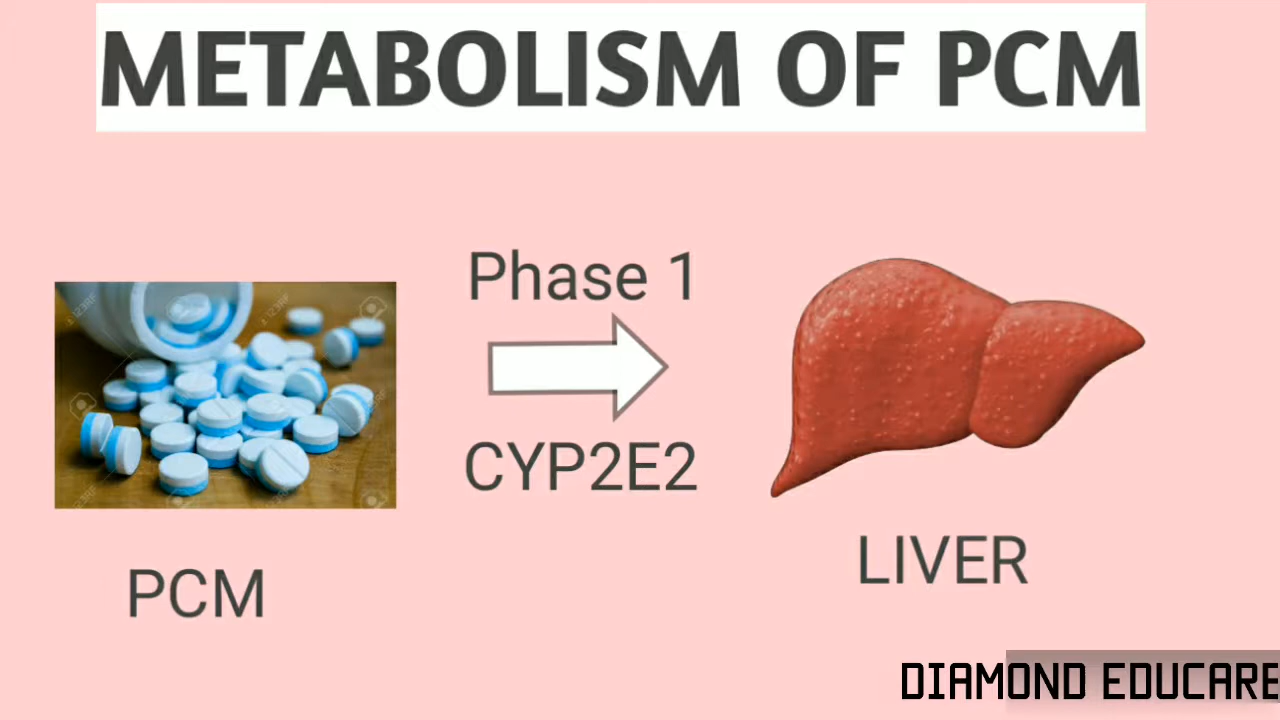 METABOLISM OF PCM
Phase 1
CYP2E2
PCM
LIVER
DIAMOND EDUCARE